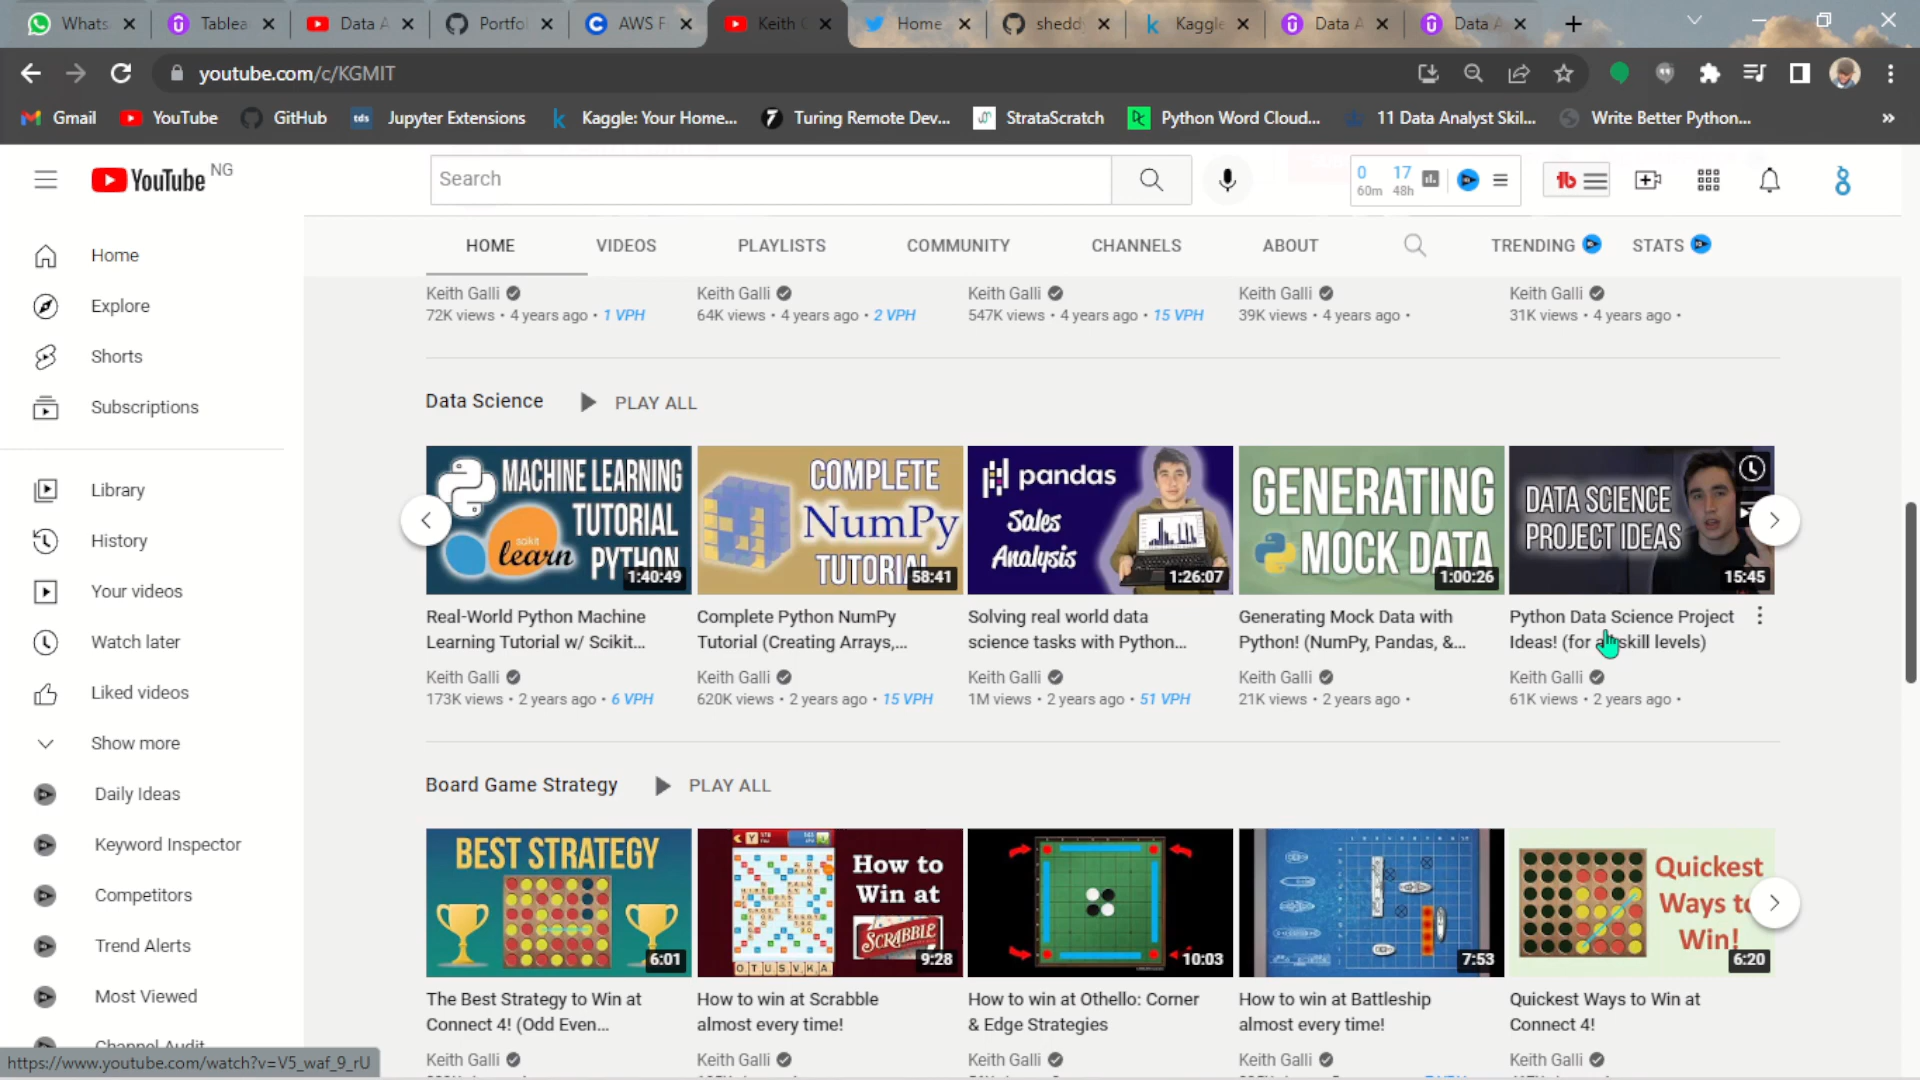 Whats
Tablea
Data A
Portfo
AWS F
Keith
Home
shedd
Kaggle
Data A
Data A
youtube.com/c/KGMIT
Gmail
YouTube
GitHub
tds
Jupyter Extensions
Kaggle: Your Home...
Turing Remote Dev...
StrataScratch
Python Word Cloud...
11 Data Analyst Skil...
Write Better Python...
YouTube NG
Search
0 17
60m 48h
HOME
VIDEOS
PLAYLISTS
COMMUNITY
CHANNELS
ABOUT
TRENDING
STATS
Home
Explore
Shorts
Subscriptions
Library
History
Your videos
Watch later
Liked videos
Show more
Daily Ideas
Keyword Inspector
Competitors
Trend Alerts
Most Viewed
Channel Audit
Keith Galli
72K views • 4 years ago • 1 VPH
Keith Galli
64K views • 4 years ago • 2 VPH
Keith Galli
547K views • 4 years ago • 15 VPH
Keith Galli
39K views • 4 years ago •
Keith Galli
31K views • 4 years ago •
Data Science
PLAY ALL
MACHINE LEARNING
TUTORIAL
PYTHON
scikit
learn
1:40:49
Real-World Python Machine
Learning Tutorial w/ Scikit...
Keith Galli
173K views • 2 years ago • 6 VPH
COMPLETE
NumPy
TUTORIAL
58:41
Complete Python NumPy
Tutorial (Creating Arrays,...
Keith Galli
620K views • 2 years ago • 15 VPH
pandas
Sales
Analysis
1:26:07
Solving real world data
science tasks with Python...
Keith Galli
1M views • 2 years ago • 51 VPH
GENERATING
MOCK DATA
1:00:26
Generating Mock Data with
Python! (NumPy, Pandas, &...
Keith Galli
21K views • 2 years ago •
DATA SCIENCE
PROJECT IDEAS
15:45
Python Data Science Project
Ideas! (for all skill levels)
Keith Galli
61K views • 2 years ago •
Board Game Strategy
PLAY ALL
BEST STRATEGY
6:01
The Best Strategy to Win at
Connect 4! (Odd Even...
Keith Galli
How to
Win at
SCRABBLE
OTUSVKA
9:28
How to win at Scrabble
almost every time!
Keith Galli
10:03
How to win at Othello: Corner
& Edge Strategies
Keith Galli
7:53
How to win at Battleship
almost every time!
Keith Galli
Quickest
Ways to
Win!
6:20
Quickest Ways to Win at
Connect 4!
Keith Galli
https://www.youtube.com/watch?v=V5_waf_9_rU